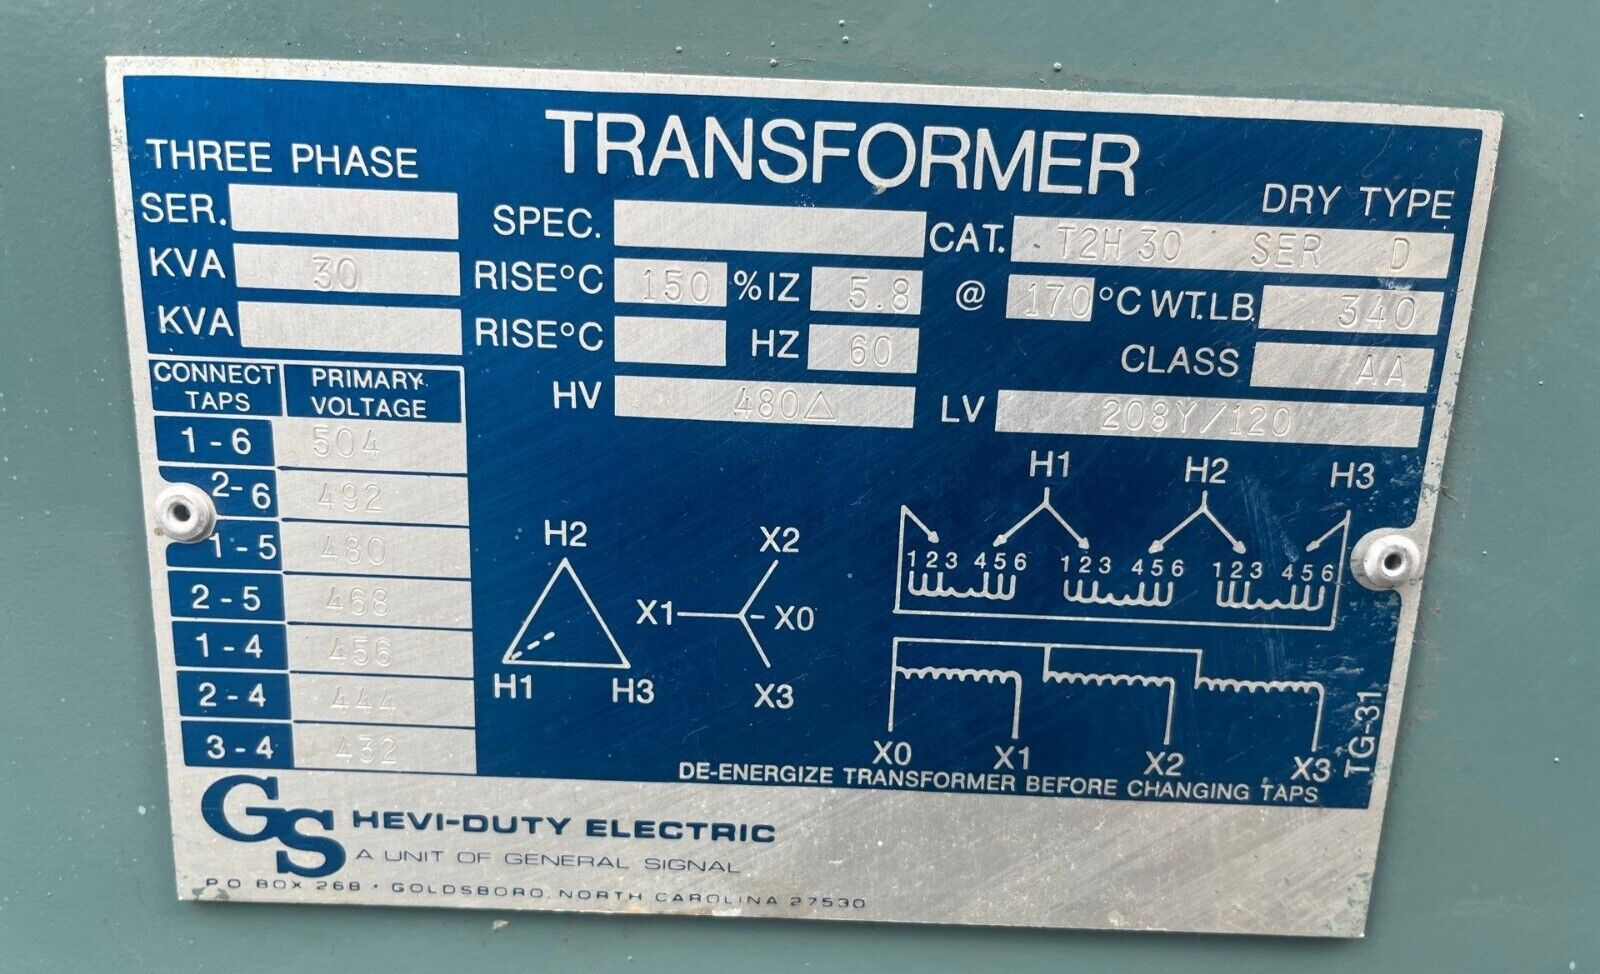 TRANSFORMER
THREE PHASE
DRY TYPE
SER.
SPEC.
CAT. T2H30 SER D
KVA 30
RISE°C 150 %IZ 5.8 @ 170 °C WT.LB. 340
KVA
RISE°C
HZ 60
CLASS AA
HV 480△
LV 208Y/120
CONNECT TAPS PRIMARY VOLTAGE
1-6 504
2-6 492
1-5 480
2-5 468
1-4 456
2-4 444
3-4 432
H2
H1 H3
X2
X1 X0
X3
H1 H2 H3
1 2 3 4 5 6 1 2 3 4 5 6 1 2 3 4 5 6
X0 X1 X2 X3
TG-31
DE-ENERGIZE TRANSFORMER BEFORE CHANGING TAPS
GS HEVI-DUTY ELECTRIC
A UNIT OF GENERAL SIGNAL
P O BOX 268 · GOLDSBORO, NORTH CAROLINA 27530